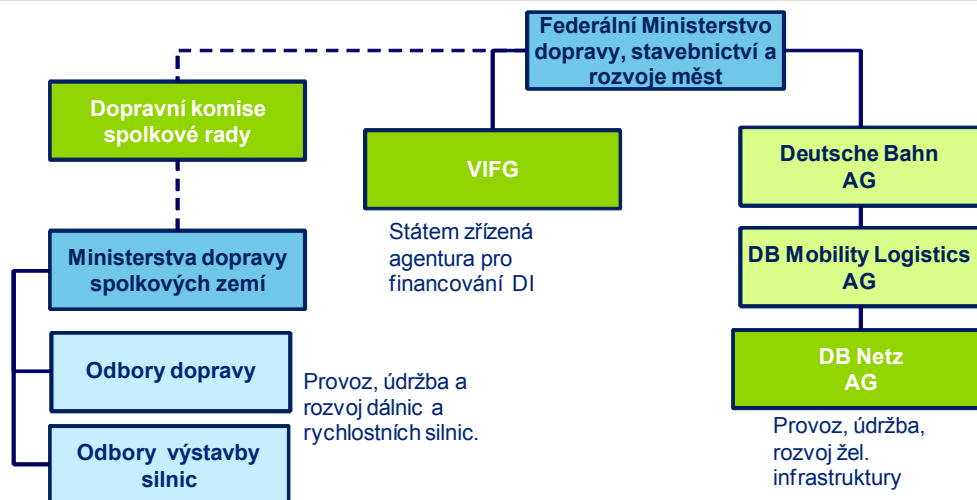 Federální Ministerstvo
dopravy, stavebnictví a
rozvoje měst
Dopravní komise
spolkové rady
VIFG
Deutsche Bahn
AG
Státem zřízená
agentura pro
financování DI
Ministerstva dopravy
spolkových zemí
DB Mobility Logistics
AG
Odbory dopravy
Provoz, údržba a
rozvoj dálnic a
rychlostních silnic.
DB Netz
AG
Odbory výstavby
silnic
Provoz, údržba,
rozvoj žel.
infrastruktury